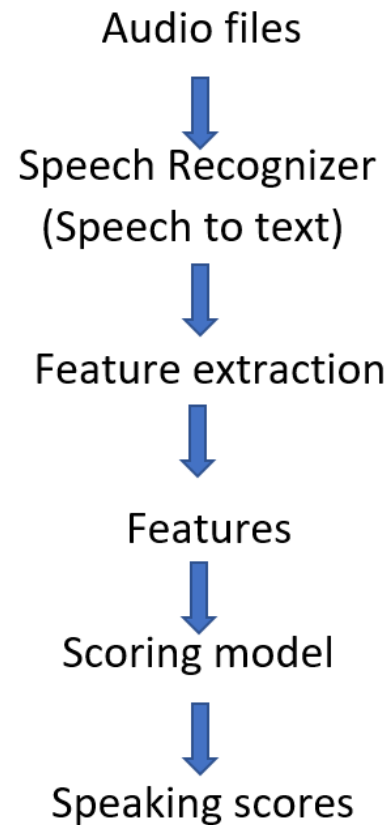 Audio files
Speech Recognizer
(Speech to text)
Feature extraction
Features
Scoring model
Speaking scores